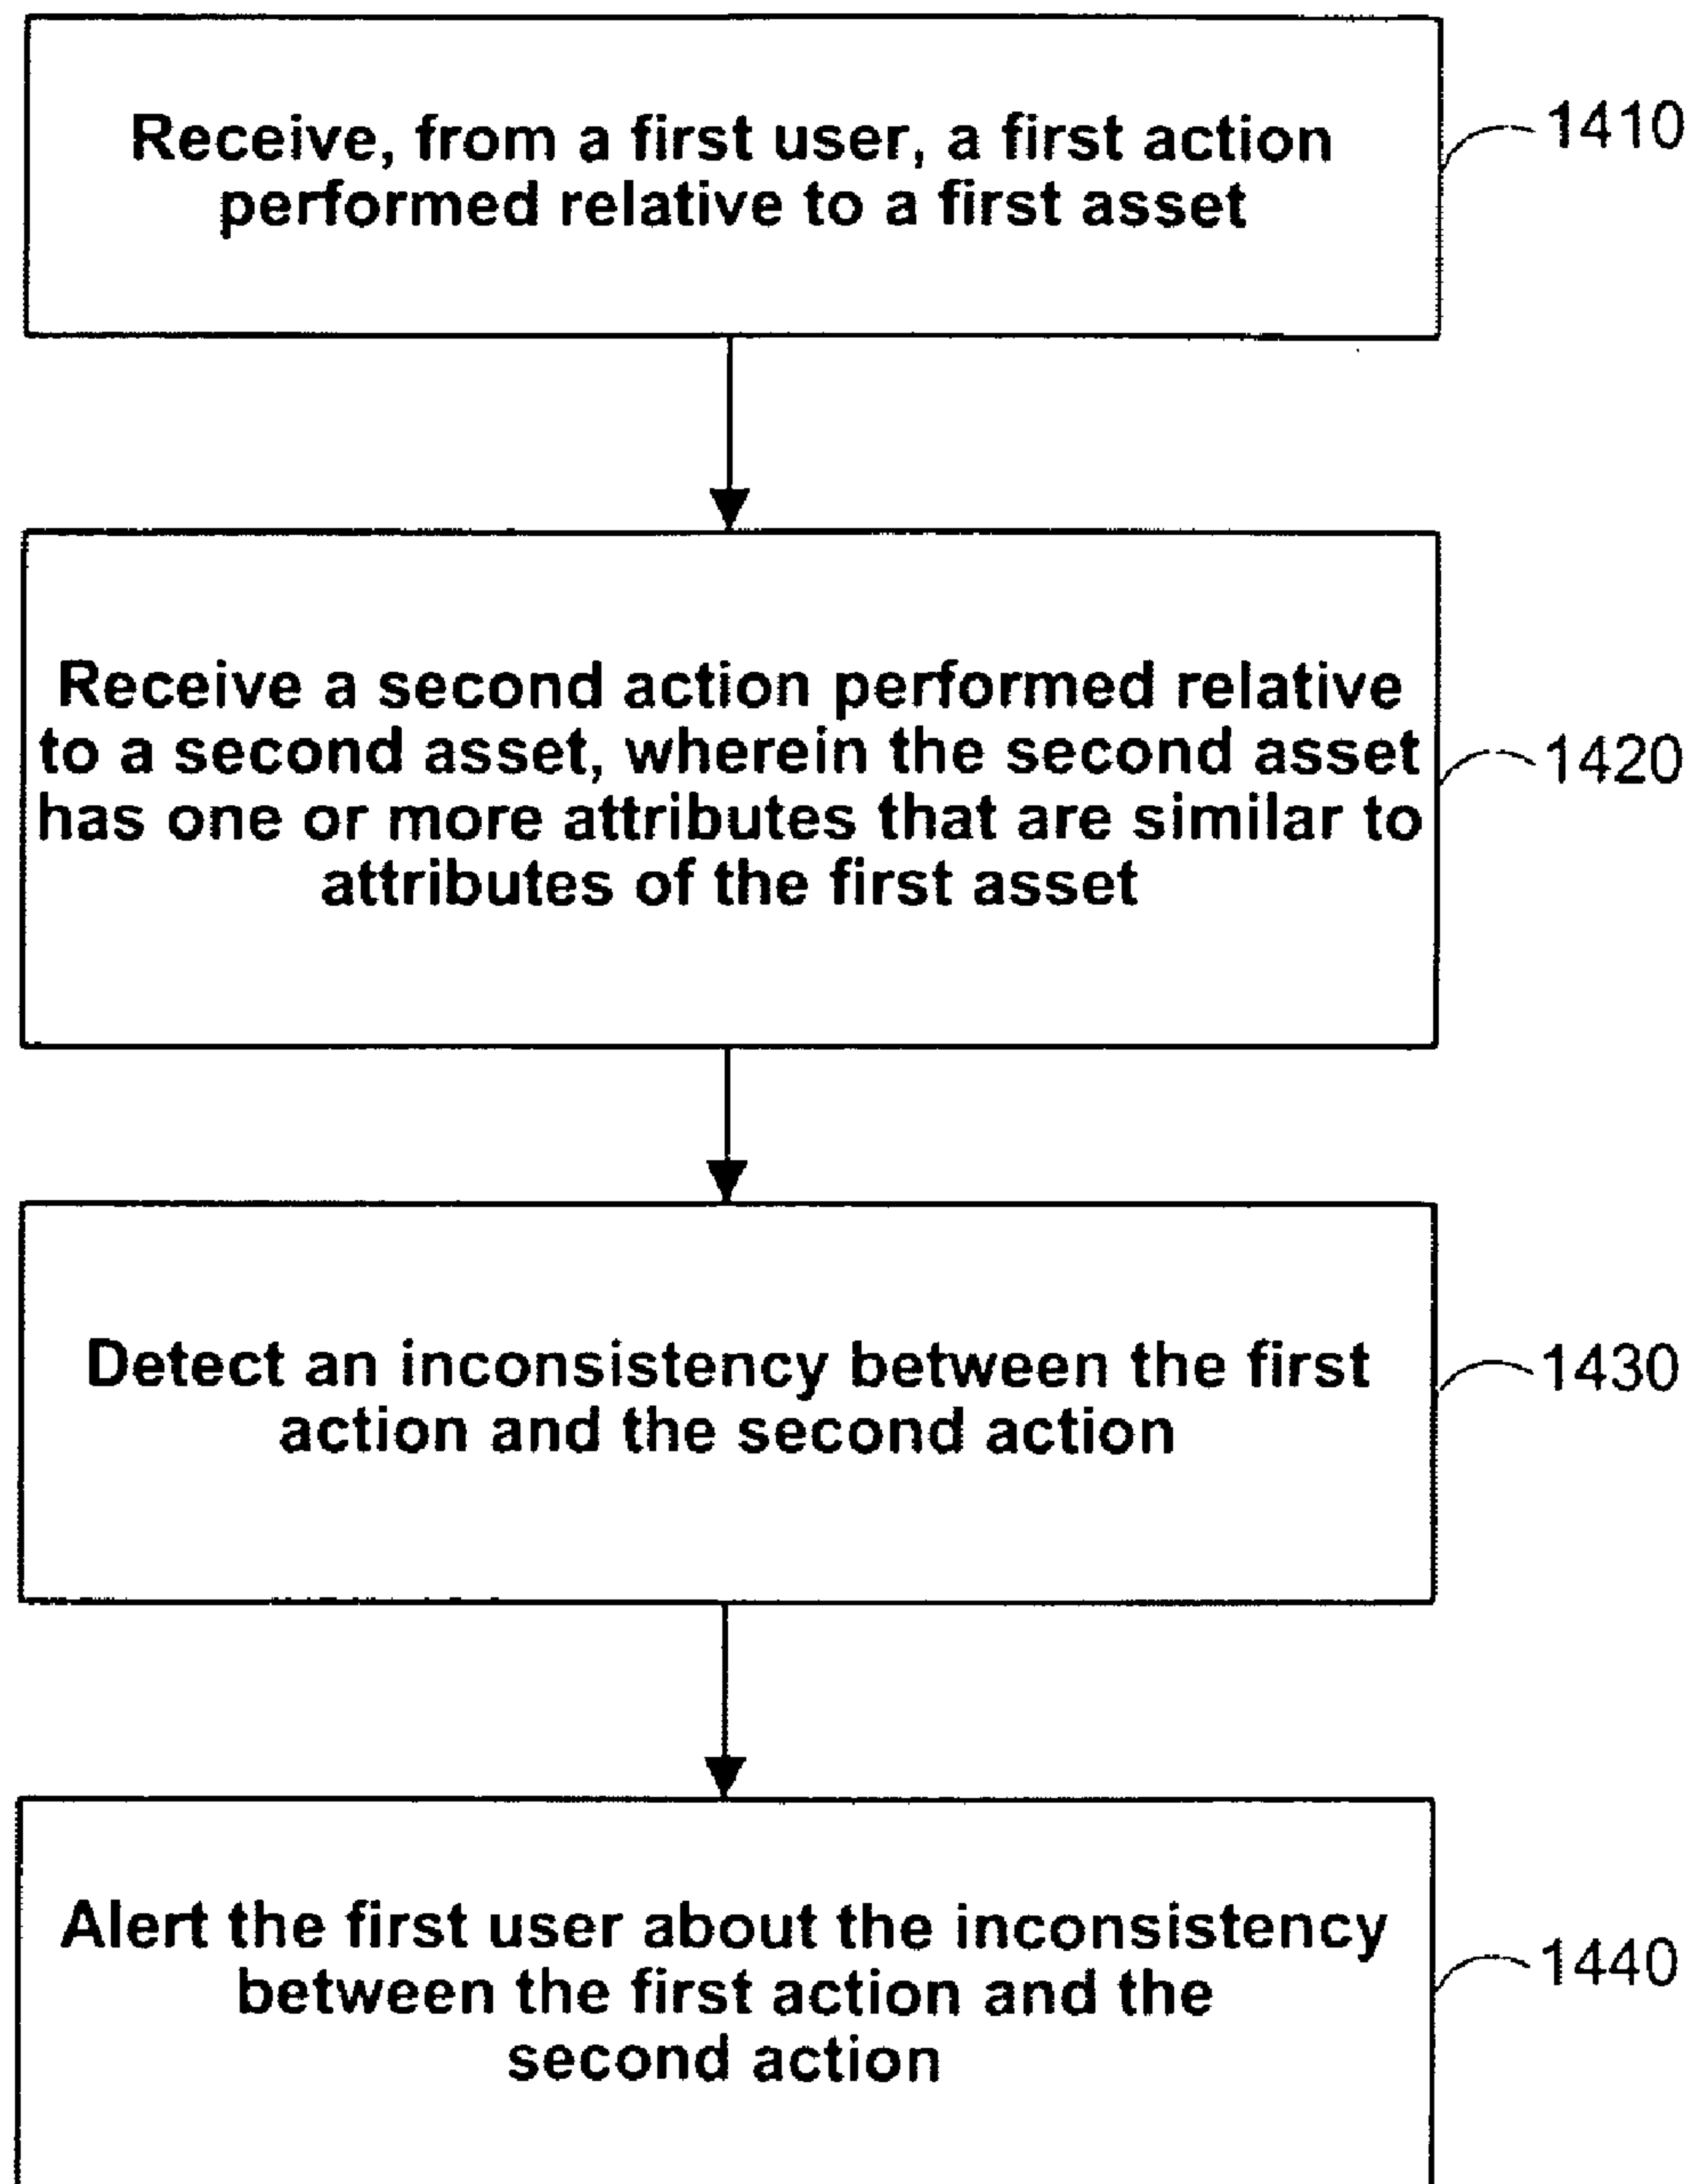 Receive, from a first user, a first action
performed relative to a first asset
1410
Receive a second action performed relative
to a second asset, wherein the second asset
has one or more attributes that are similar to
attributes of the first asset
1420
Detect an inconsistency between the first
action and the second action
1430
Alert the first user about the inconsistency
between the first action and the
second action
1440